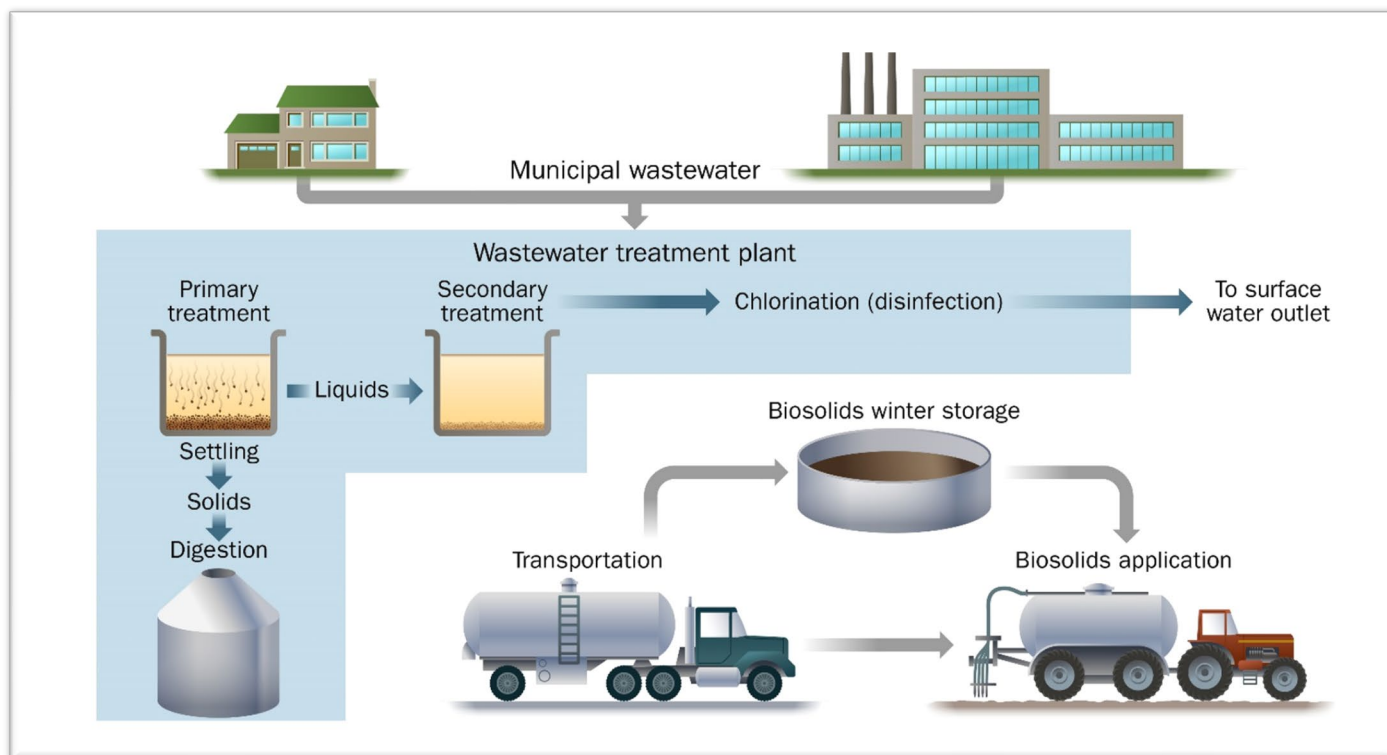 Municipal wastewater
Wastewater treatment plant
Primary
treatment
Secondary
treatment
Chlorination (disinfection)
To surface
water outlet
Liquids
Settling
Solids
Digestion
Biosolids winter storage
Transportation
Biosolids application